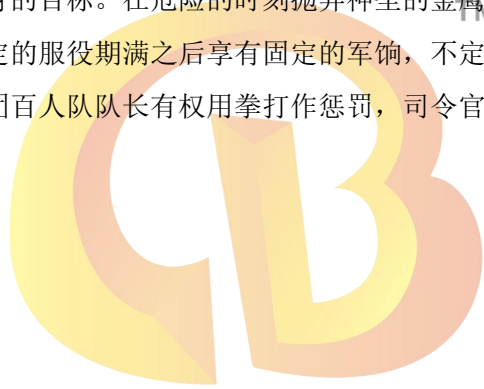 的目标。在危险的时刻抛弃神圣的金
定的服役期满之后享有固定的军饷，不定
百人队队长有权用拳打作惩罚，司令官